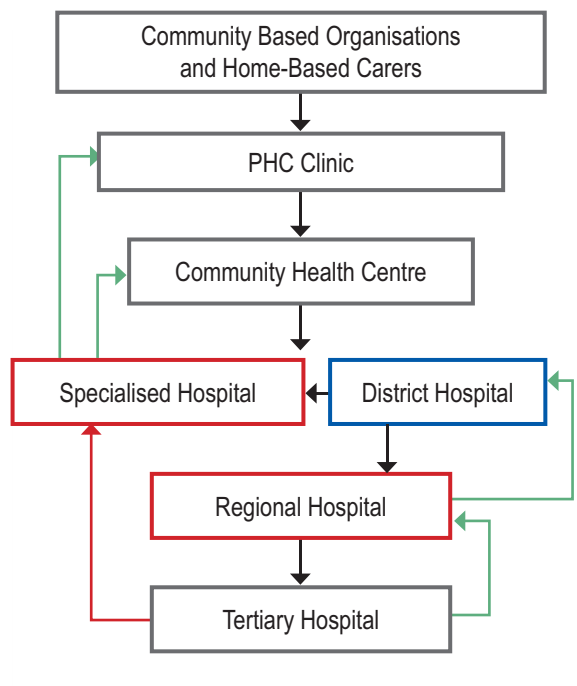 Community Based Organisations
and Home-Based Carers
PHC Clinic
Community Health Centre
Specialised Hospital
District Hospital
Regional Hospital
Tertiary Hospital